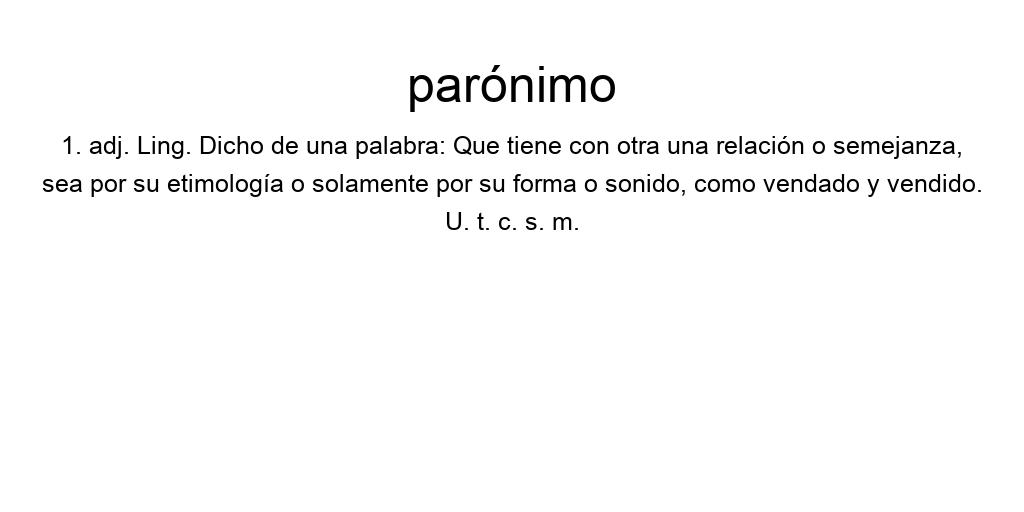 parónimo
1. adj. Ling. Dicho de una palabra: Que tiene con otra una relación o semejanza,
sea por su etimología o solamente por su forma o sonido, como vendado y vendido.
U. t. c. s. m.